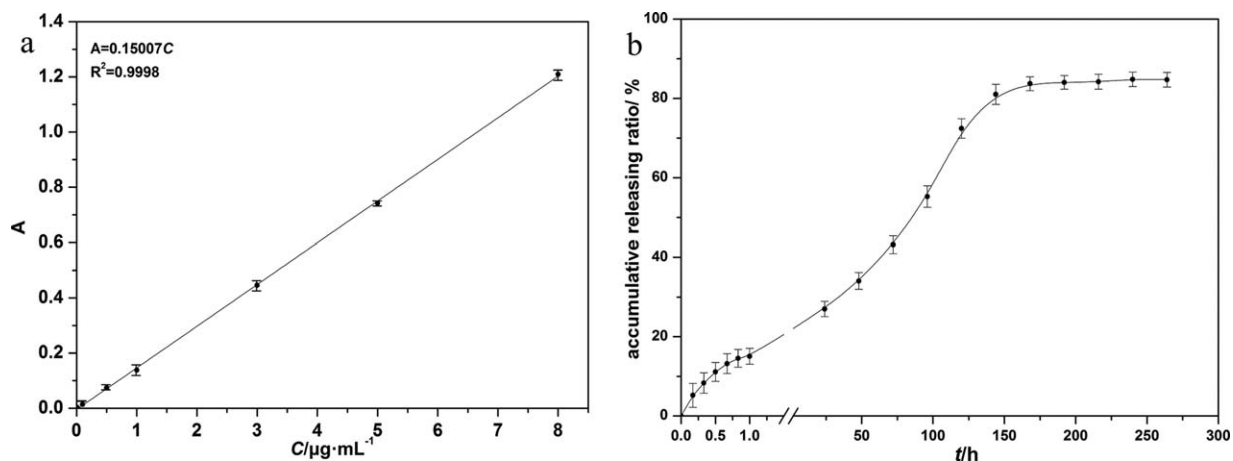 a
A=0.15007C
R²=0.9998
A
1.4
1.2
1.0
0.8
0.6
0.4
0.2
0.0
0 1 2 3 4 5 6 7 8
C/µg·mL⁻¹
b
accumulative releasing ratio/ %
100
80
60
40
20
0
0.0 0.5 1.0 50 100 150 200 250 300
t/h